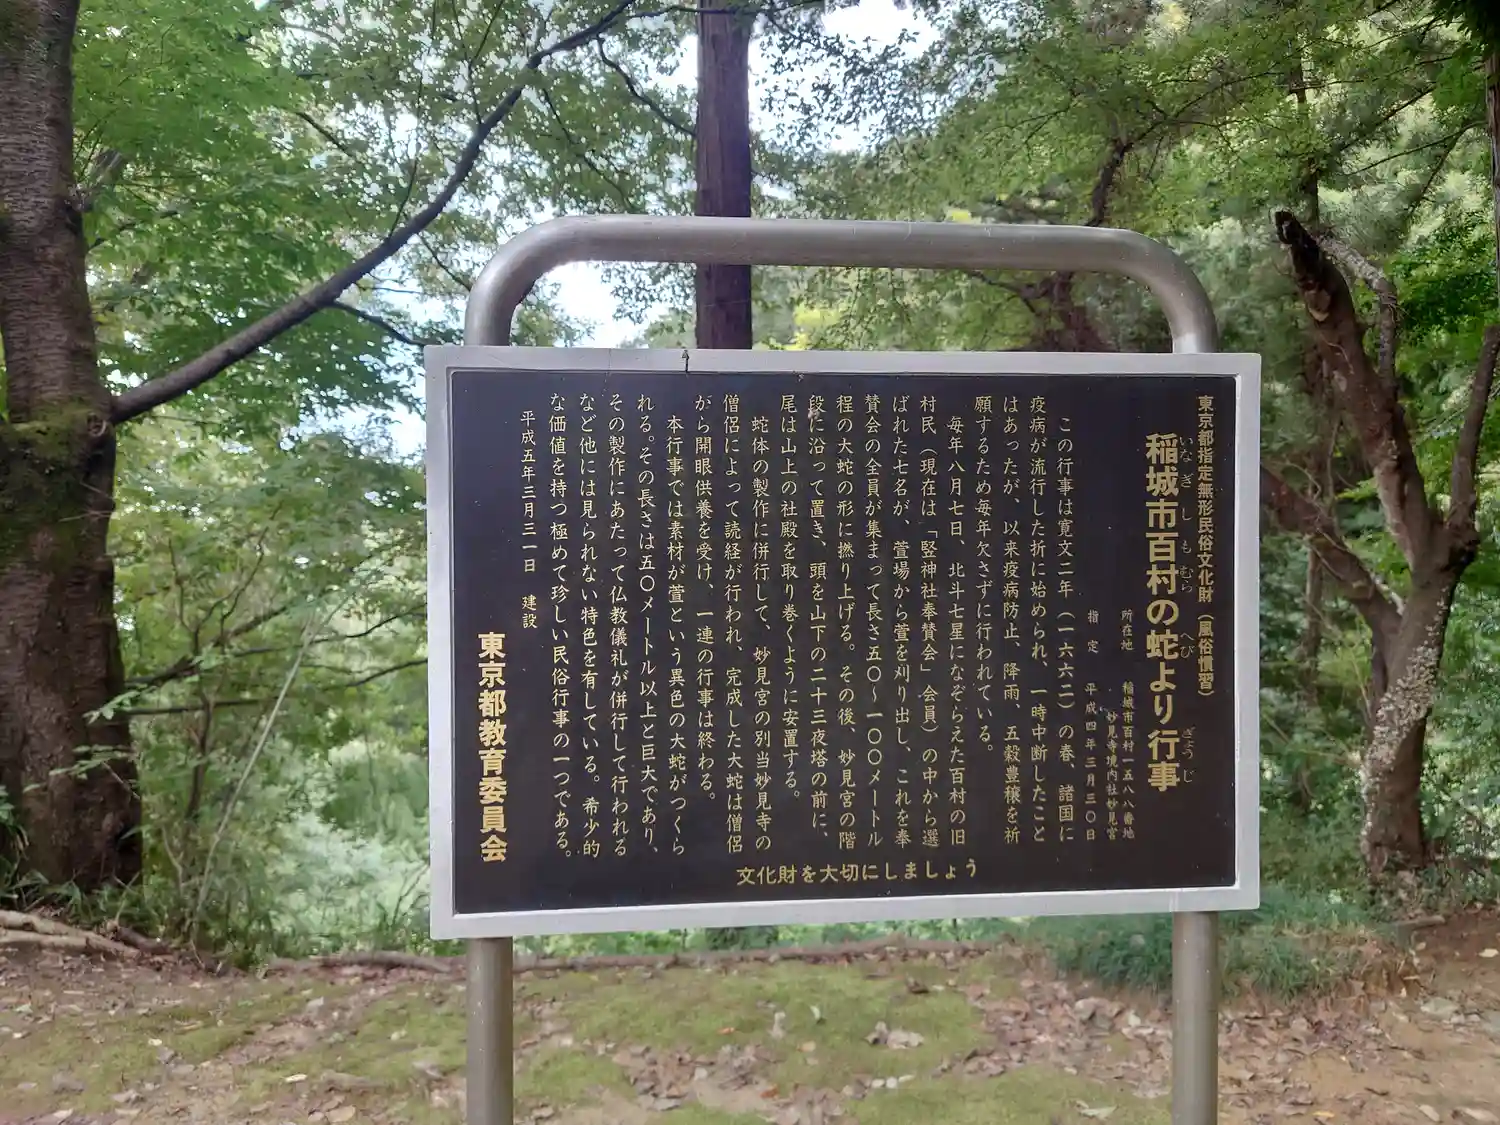 東京都指定無形民俗文化財（風俗慣習）
稲城市百村の蛇より行事
いなぎしもむら　へび　ぎょうじ
所在地　稲城市百村一五八八番地
妙見寺境内社妙見宮
指定　平成四年三月三〇日
この行事は寛文二年（一六六二）の春、諸国に
疫病が流行した折に始められ、一時中断したこと
はあったが、以来疫病防止、降雨、五穀豊穣を祈
願するため毎年欠さずに行われている。
毎年八月七日、北斗七星になぞらえた百村の旧
村民（現在は「竪神社奉賛会」会員）の中から選
ばれた七名が、萱場から萱を刈り出し、これを奉
賛会の全員が集まって長さ五〇〜一〇〇メートル
程の大蛇の形に撚り上げる。その後、妙見宮の階
段に沿って置き、頭を山下の二十三夜塔の前に、
尾は山上の社殿を取り巻くように安置する。
蛇体の製作に併行して、妙見宮の別当妙見寺の
僧侶によって読経が行われ、完成した大蛇は僧侶
から開眼供養を受け、一連の行事は終わる。
本行事では素材が萱という異色の大蛇がつくら
れる。その長さは五〇メートル以上と巨大であり、
その製作にあたって仏教儀礼が併行して行われる
など他には見られない特色を有している。希少的
な価値を持つ極めて珍しい民俗行事の一つである。
平成五年三月三一日　建設
東京都教育委員会
文化財を大切にしましょう